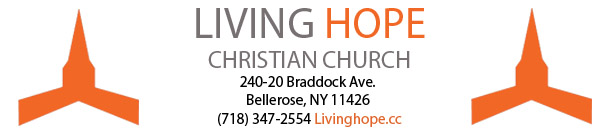 LIVING HOPE
CHRISTIAN CHURCH
240-20 Braddock Ave.
Bellerose, NY 11426
(718) 347-2554 Livinghope.cc